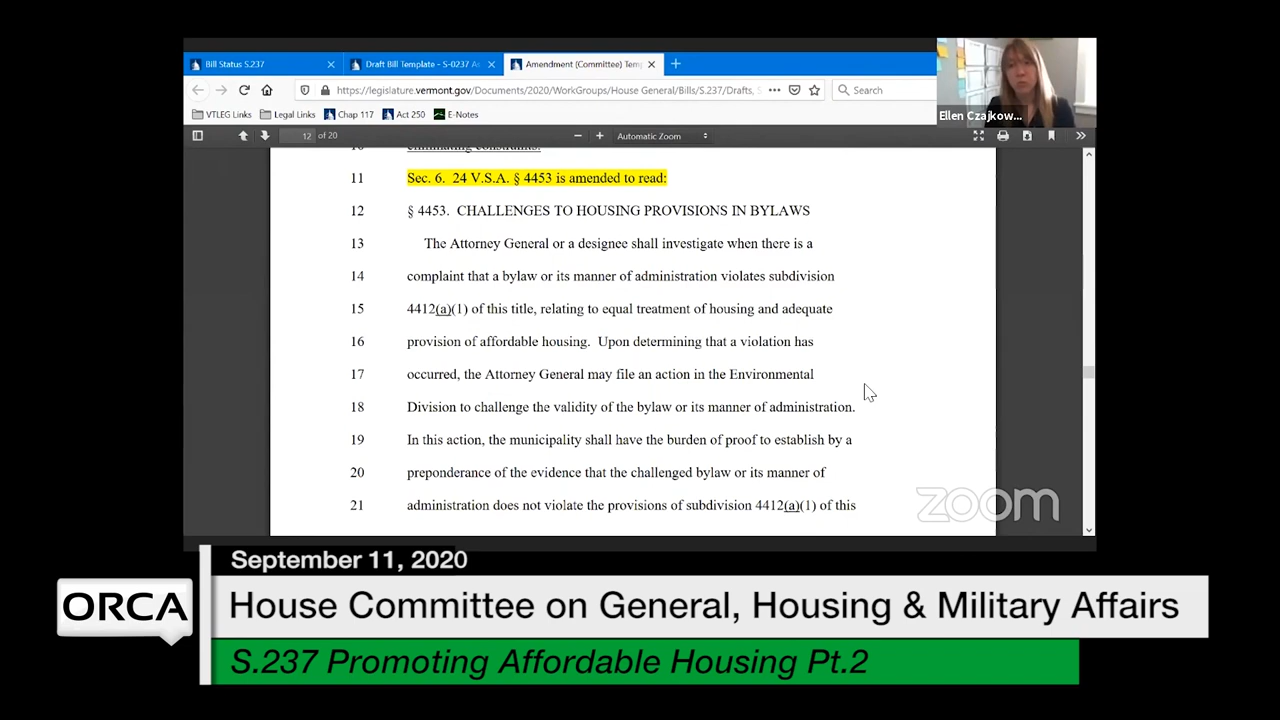 Bill Status S.237
Draft Bill Template - S-0237 As
Amendment (Committee) Tem
https://legislature.vermont.gov/Documents/2020/WorkGroups/House General/Bills/S.237/Drafts, S
Search
Ellen Czajkow...
VTLEG Links
Legal Links
Chap 117
Act 250
E-Notes
12 of 20
Automatic Zoom
10 eliminating constraints.
11 Sec. 6. 24 V.S.A. § 4453 is amended to read:
12 § 4453. CHALLENGES TO HOUSING PROVISIONS IN BYLAWS
13 The Attorney General or a designee shall investigate when there is a
14 complaint that a bylaw or its manner of administration violates subdivision
15 4412(a)(1) of this title, relating to equal treatment of housing and adequate
16 provision of affordable housing. Upon determining that a violation has
17 occurred, the Attorney General may file an action in the Environmental
18 Division to challenge the validity of the bylaw or its manner of administration.
19 In this action, the municipality shall have the burden of proof to establish by a
20 preponderance of the evidence that the challenged bylaw or its manner of
21 administration does not violate the provisions of subdivision 4412(a)(1) of this
zoom
September 11, 2020
ORCA
House Committee on General, Housing & Military Affairs
S.237 Promoting Affordable Housing Pt.2